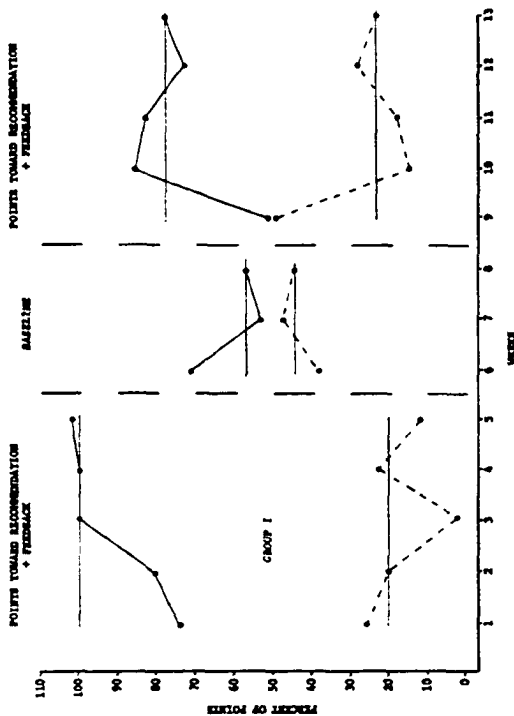 POINTS TOWARD RECOMMENDATION
+ FEEDBACK
BASELINE
POINTS TOWARD RECOMMENDATION
+ FEEDBACK
110
100
90
80
70
60
50
40
30
20
10
0
PERCENT OF POINTS
GROUP I
1 2 3 4 5 6 7 8 9 10 11 12 13